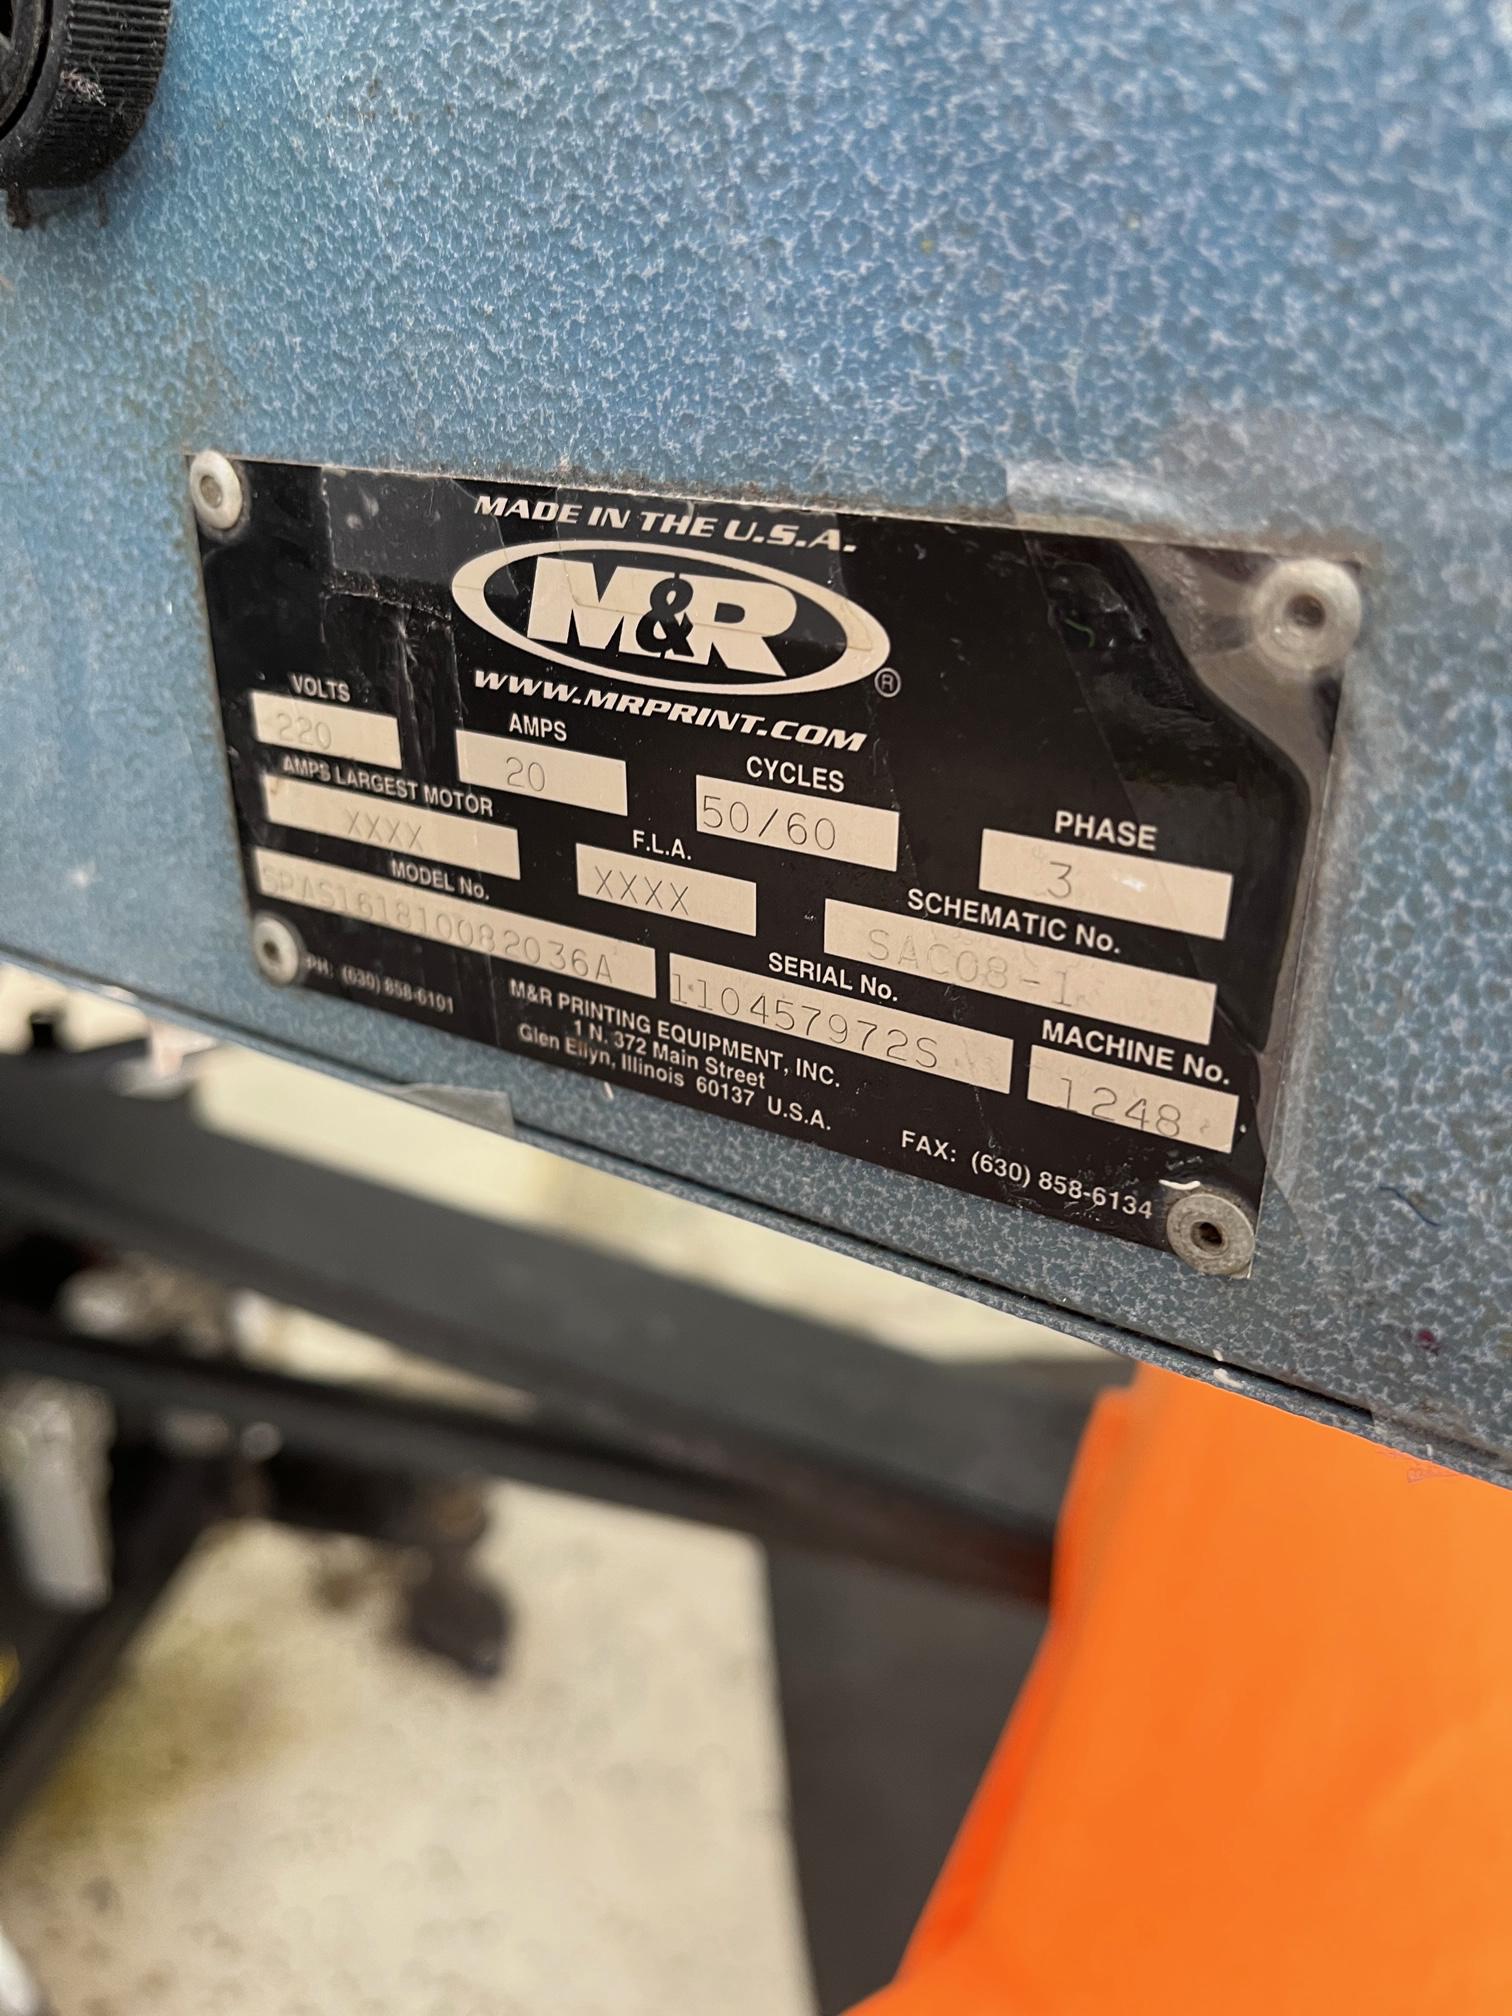 MADE IN THE U.S.A.
M&R®
WWW.MRPRINT.COM
VOLTS
220
AMPS
20
CYCLES
50/60
PHASE
3
AMPS LARGEST MOTOR
XXXX
F.L.A.
XXXX
SCHEMATIC No.
SAC08-1
MODEL No.
SPAS161810082036A
SERIAL No.
110457972S
MACHINE No.
1248
PH: (630) 858-6101
M&R PRINTING EQUIPMENT, INC.
1 N. 372 Main Street
Glen Ellyn, Illinois 60137 U.S.A.
FAX: (630) 858-6134